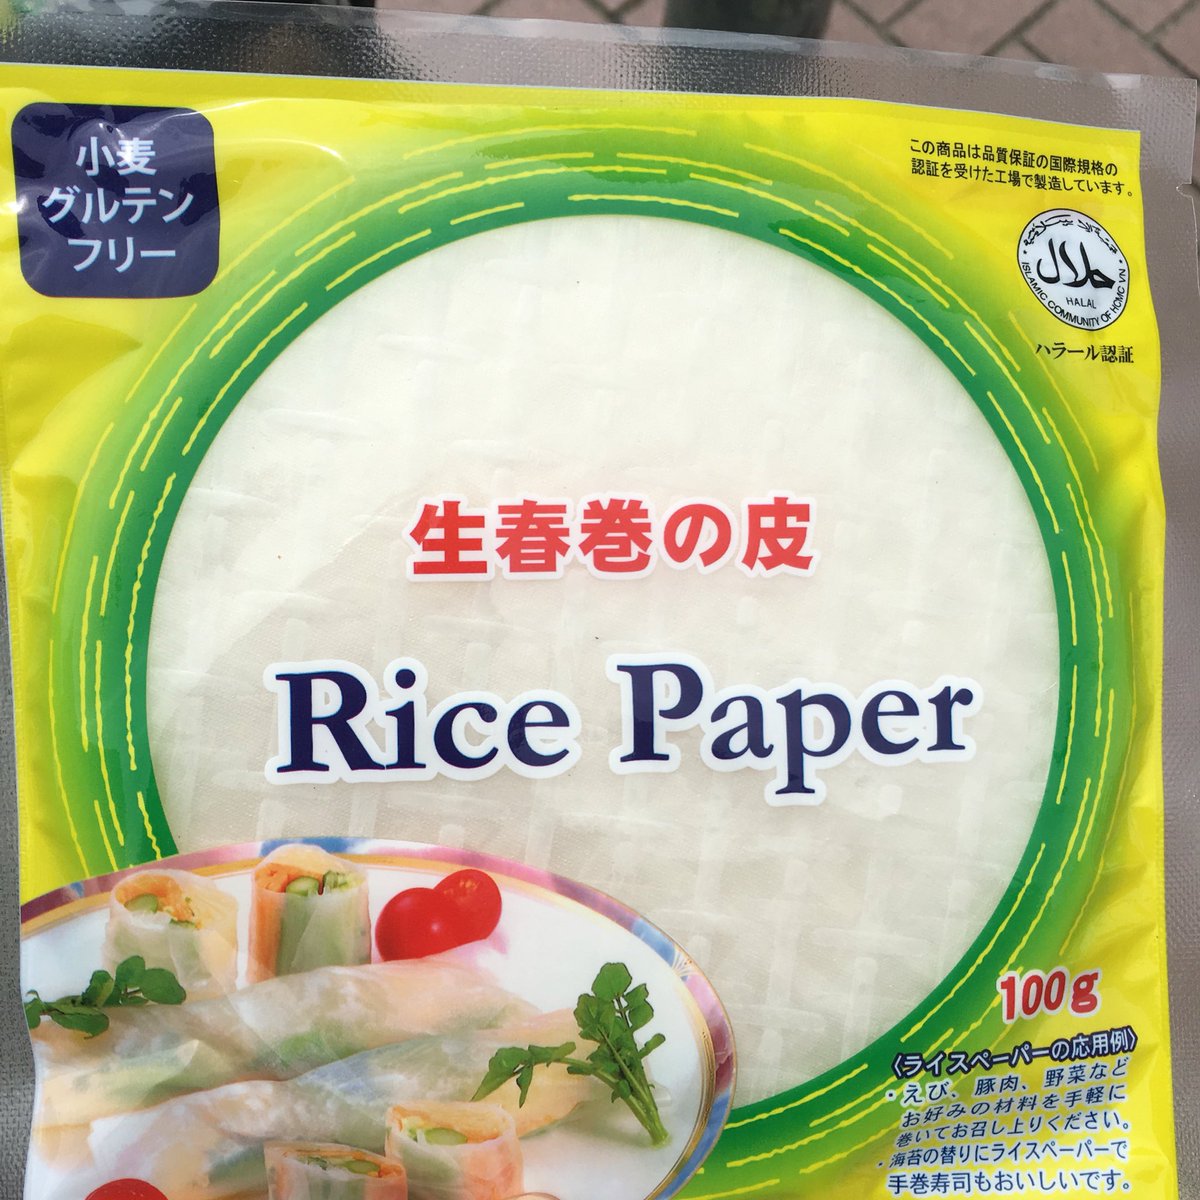 小麦
グルテン
フリー
この商品は品質保証の国際規格の
認証を受けた工場で製造しています。
حلال
HALAL
ISLAMIC COMMUNITY OF HCMC VN
ハラール認証
生春巻の皮
Rice Paper
100g
〈ライスペーパーの応用例〉
・えび、豚肉、野菜など
お好みの材料を手軽に
巻いてお召し上りください。
・海苔の替りにライスペーパーで
手巻寿司もおいしいです。